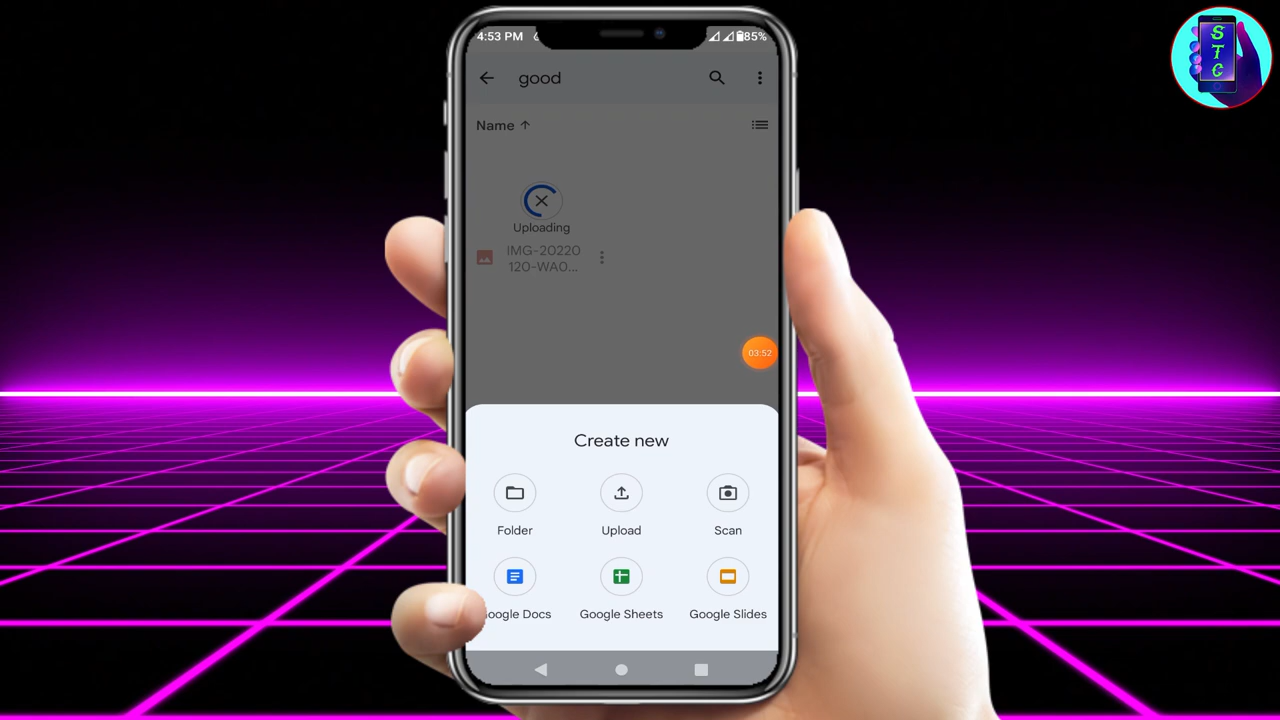 4:53 PM
85%
good
Name
Uploading
IMG-20220
120-WA0...
03:52
Create new
Folder
Upload
Scan
oogle Docs
Google Sheets
Google Slides
S
T
G